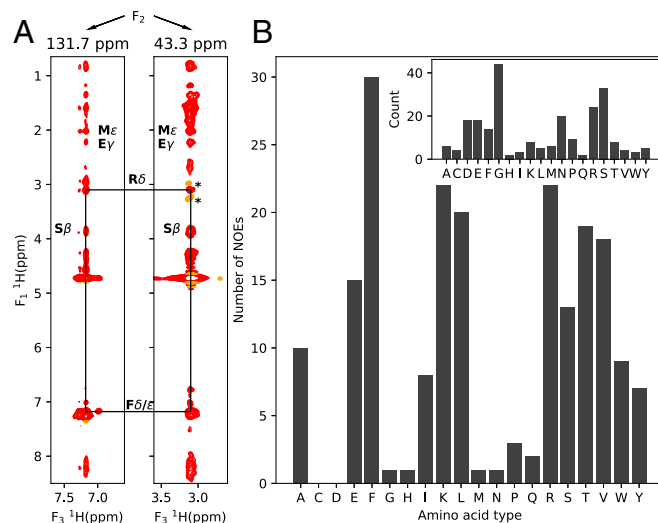 A
F₂
B
131.7 ppm
43.3 ppm
1
2
3
4
5
6
7
8
F₁ ¹H(ppm)
Mε
Eγ
Mε
Eγ
Rδ
*
*
Sβ
Sβ
Fδ/ε
7.5
7.0
3.5
3.0
F₃ ¹H(ppm)
F₃ ¹H(ppm)
30
25
20
15
10
5
0
Number of NOEs
A C D E F G H I K L M N P Q R S T V W Y
Amino acid type
40
20
0
Count
A C D E F G H I K L M N P Q R S T V W Y